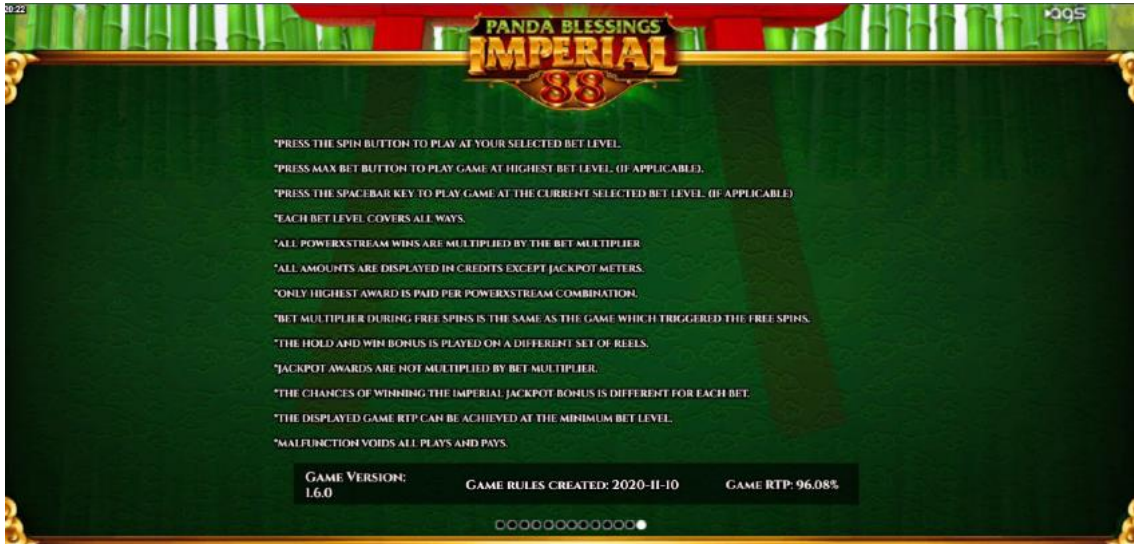 20:22
AGS
PANDA BLESSINGS
IMPERIAL
88
*PRESS THE SPIN BUTTON TO PLAY AT YOUR SELECTED BET LEVEL.
*PRESS MAX BET BUTTON TO PLAY GAME AT HIGHEST BET LEVEL. (IF APPLICABLE).
*PRESS THE SPACEBAR KEY TO PLAY GAME AT THE CURRENT SELECTED BET LEVEL. (IF APPLICABLE)
*EACH BET LEVEL COVERS ALL WAYS.
*ALL POWERXSTREAM WINS ARE MULTIPLIED BY THE BET MULTIPLIER
*ALL AMOUNTS ARE DISPLAYED IN CREDITS EXCEPT JACKPOT METERS.
*ONLY HIGHEST AWARD IS PAID PER POWERXSTREAM COMBINATION.
*BET MULTIPLIER DURING FREE SPINS IS THE SAME AS THE GAME WHICH TRIGGERED THE FREE SPINS.
*THE HOLD AND WIN BONUS IS PLAYED ON A DIFFERENT SET OF REELS.
*JACKPOT AWARDS ARE NOT MULTIPLIED BY BET MULTIPLIER.
*THE CHANCES OF WINNING THE IMPERIAL JACKPOT BONUS IS DIFFERENT FOR EACH BET.
*THE DISPLAYED GAME RTP CAN BE ACHIEVED AT THE MINIMUM BET LEVEL.
*MALFUNCTION VOIDS ALL PLAYS AND PAYS.
GAME VERSION:
1.6.0
GAME RULES CREATED: 2020-11-10
GAME RTP: 96.08%